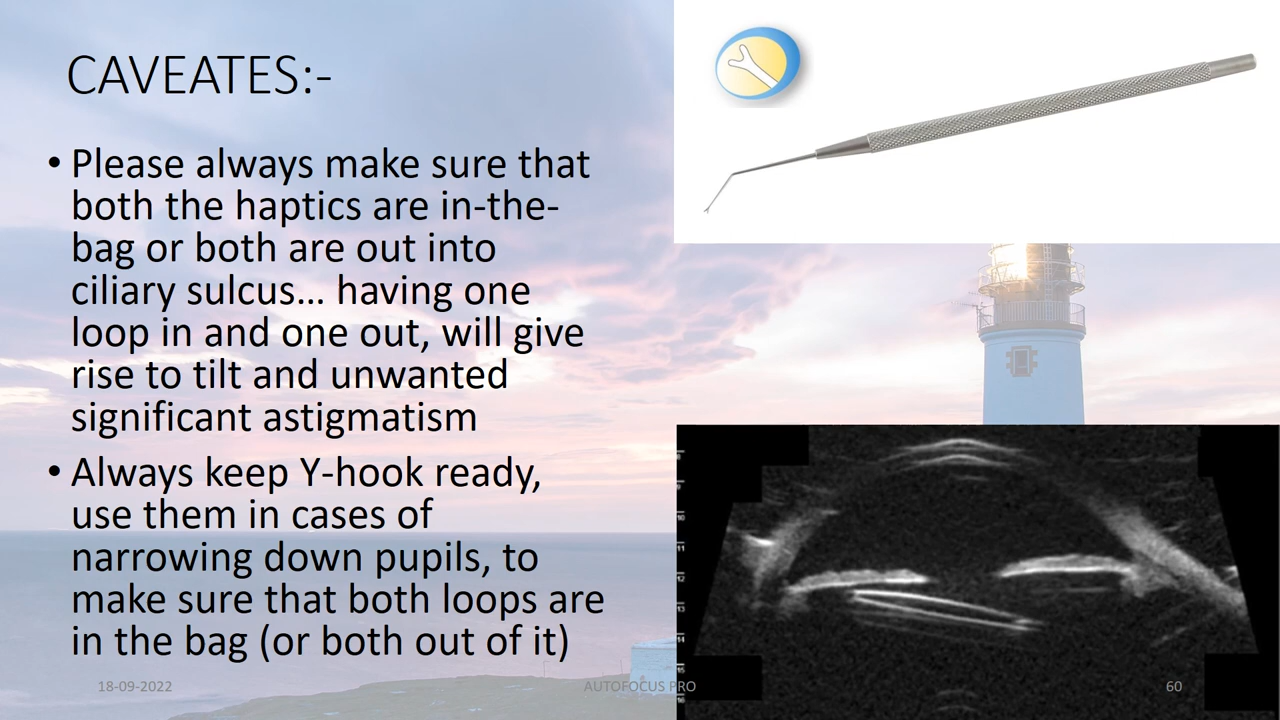 CAVEATES:-
• Please always make sure that
both the haptics are in-the-
bag or both are out into
ciliary sulcus… having one
loop in and one out, will give
rise to tilt and unwanted
significant astigmatism
• Always keep Y-hook ready,
use them in cases of
narrowing down pupils, to
make sure that both loops are
in the bag (or both out of it)
18-09-2022
AUTOFOCUS PRO
60